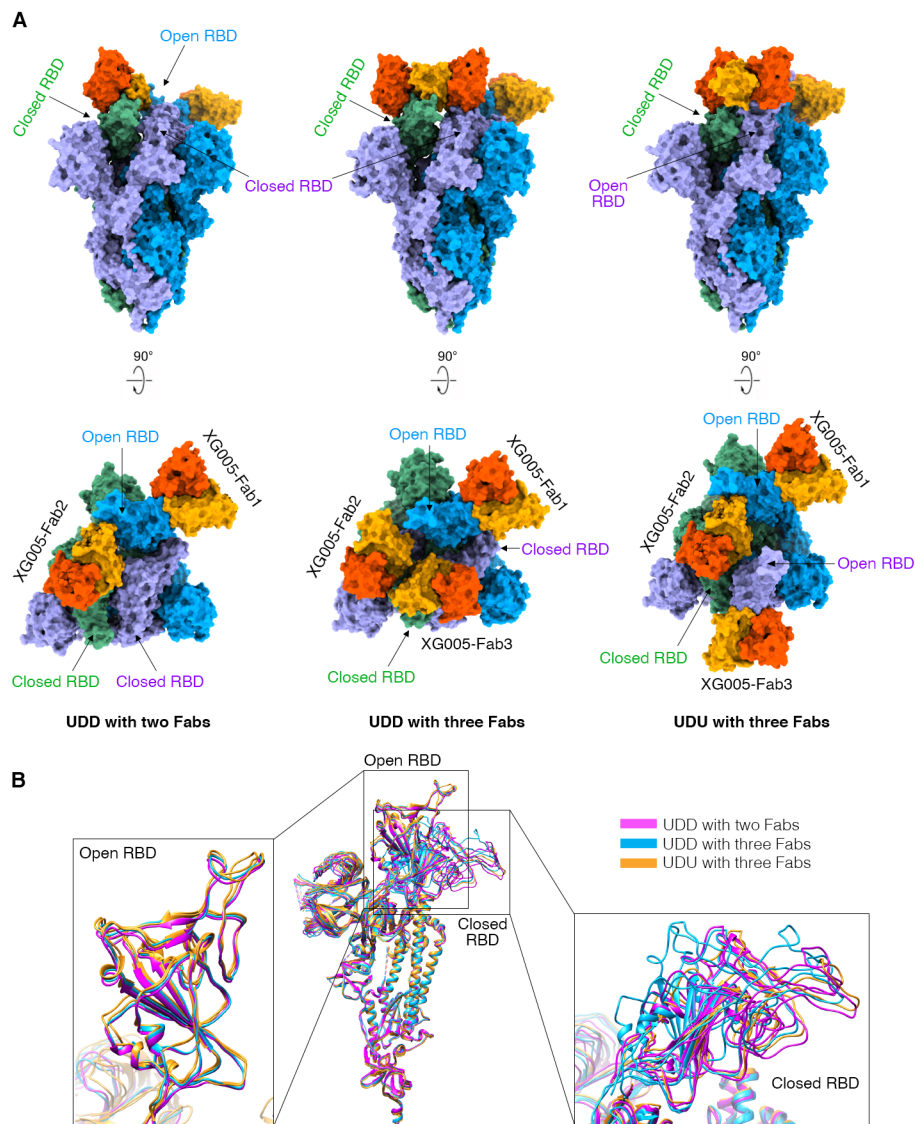 A
Open RBD
Closed RBD
Closed RBD
Closed RBD
Closed RBD
Open
RBD
90°
90°
90°
Open RBD
XG005-Fab1
XG005-Fab2
Closed RBD
Closed RBD
UDD with two Fabs
Open RBD
XG005-Fab1
XG005-Fab2
Closed RBD
XG005-Fab3
Closed RBD
UDD with three Fabs
Open RBD
XG005-Fab1
XG005-Fab2
Open RBD
Closed RBD
XG005-Fab3
UDU with three Fabs
B
Open RBD
Open RBD
Closed
RBD
UDD with two Fabs
UDD with three Fabs
UDU with three Fabs
Closed RBD